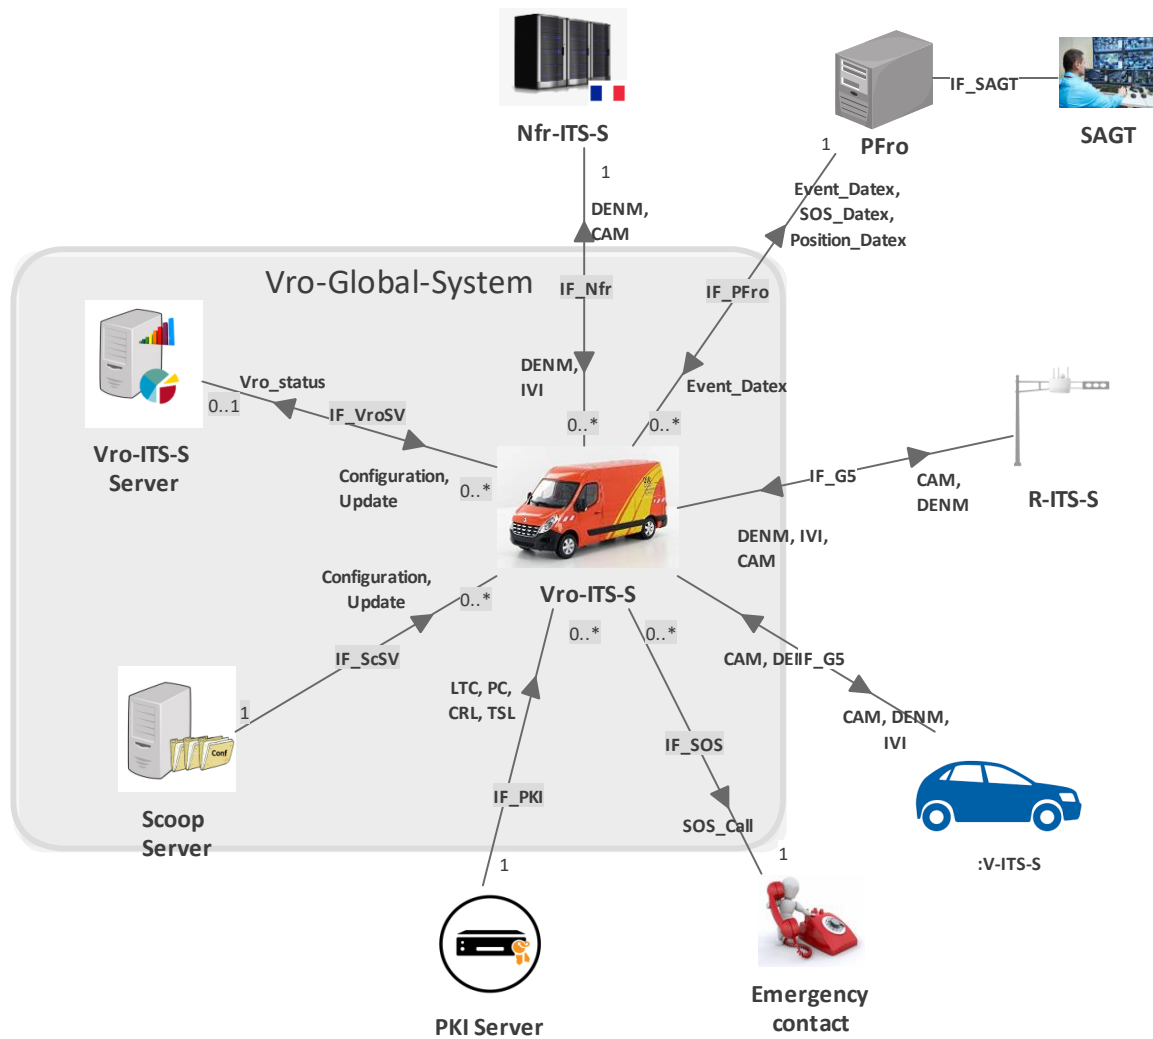 Nfr-ITS-S
1
DENM,
CAM
PFro
1
IF_SAGT
SAGT
Event_Datex,
SOS_Datex,
Position_Datex
Vro-Global-System
IF_Nfr
IF_PFro
DENM,
IVI
0..*
Event_Datex
0..*
Vro_status
0..1
IF_VroSV
Vro-ITS-S
Server
Configuration,
Update
0..*
IF_G5
CAM,
DENM
R-ITS-S
DENM, IVI,
CAM
Configuration,
Update
0..*
Vro-ITS-S
0..*
0..*
IF_ScSV
1
Conf
Scoop
Server
LTC, PC,
CRL, TSL
IF_PKI
1
PKI Server
IF_SOS
SOS_Call
1
Emergency
contact
CAM, DE
IF_G5
CAM, DENM,
IVI
:V-ITS-S